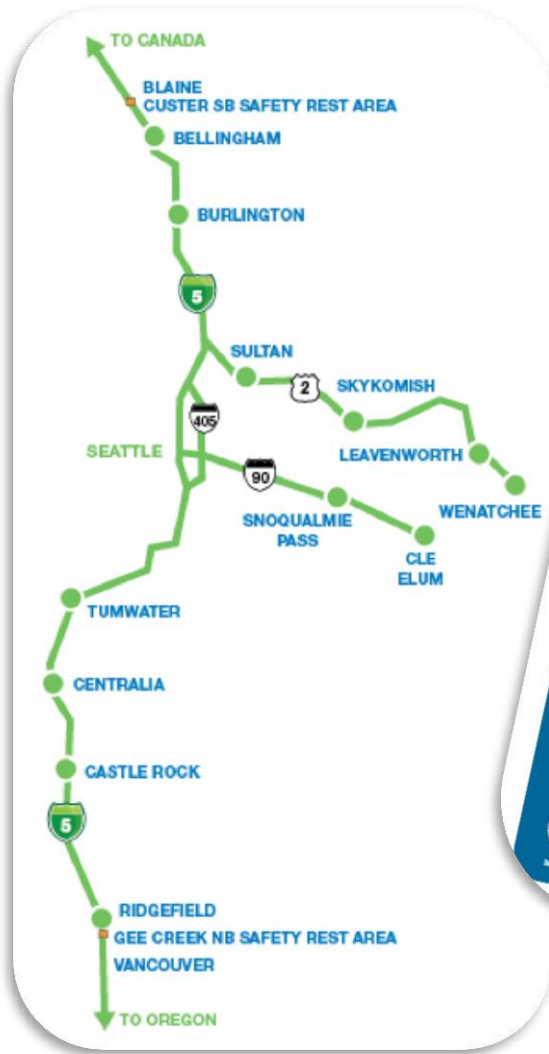 TO CANADA
BLAINE
CUSTER SB SAFETY REST AREA
BELLINGHAM
BURLINGTON
5
SULTAN
2
SKYKOMISH
405
SEATTLE
LEAVENWORTH
90
WENATCHEE
SNOQUALMIE
PASS
CLE
ELUM
TUMWATER
CENTRALIA
CASTLE ROCK
5
RIDGEFIELD
GEE CREEK NB SAFETY REST AREA
VANCOUVER
TO OREGON